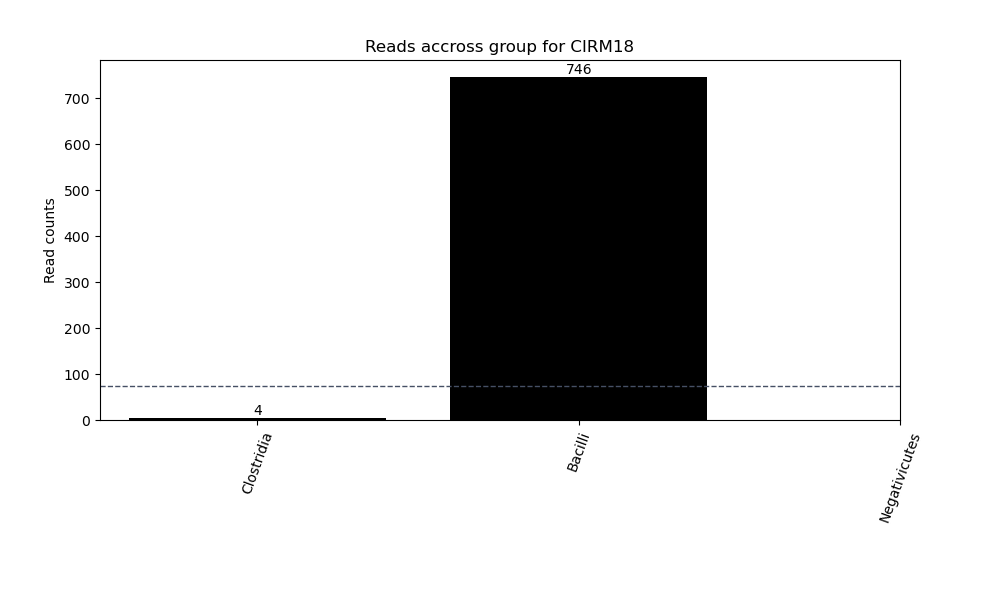 Reads accross group for CIRM18
746
700
600
500
400
300
200
100
0
Read counts
4
Clostridia
Bacilli
Negativicutes